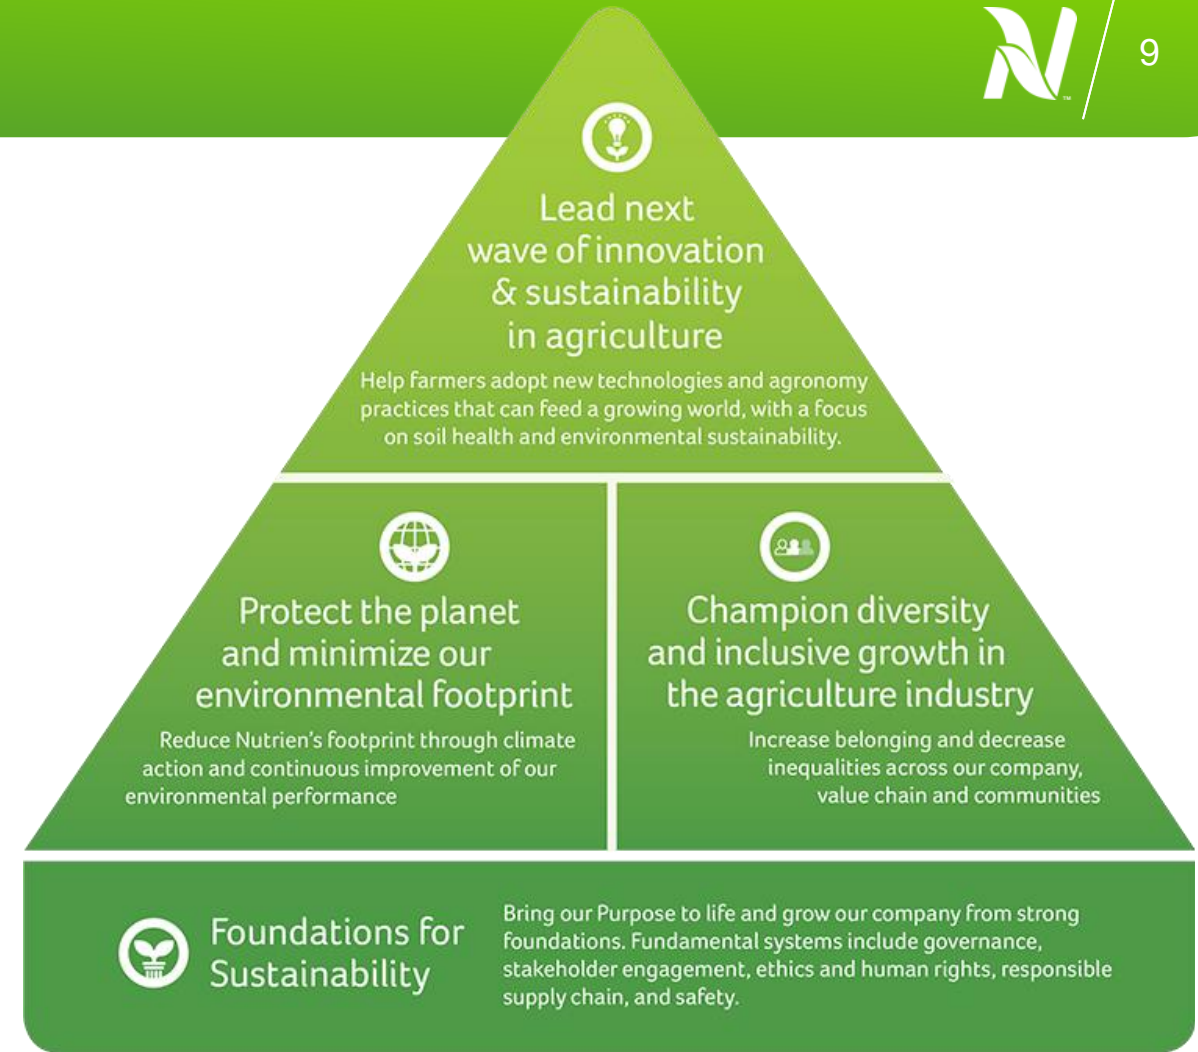 9
TM
Lead next
wave of innovation
& sustainability
in agriculture
Help farmers adopt new technologies and agronomy
practices that can feed a growing world, with a focus
on soil health and environmental sustainability.
Protect the planet
and minimize our
environmental footprint
Reduce Nutrien's footprint through climate
action and continuous improvement of our
environmental performance
Champion diversity
and inclusive growth in
the agriculture industry
Increase belonging and decrease
inequalities across our company,
value chain and communities
Foundations for
Sustainability
Bring our Purpose to life and grow our company from strong
foundations. Fundamental systems include governance,
stakeholder engagement, ethics and human rights, responsible
supply chain, and safety.